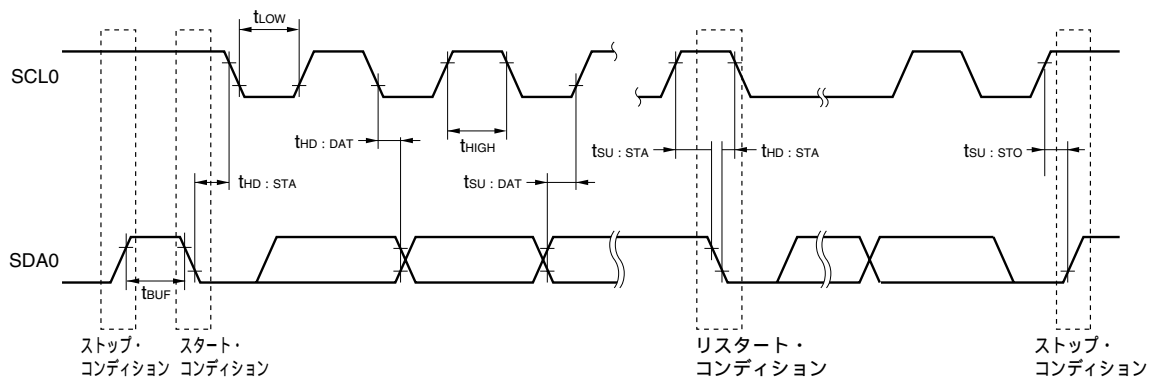 tLOW
SCL0
tHD : DAT
tHIGH
tSU : STA
tHD : STA
tSU : STO
tHD : STA
tSU : DAT
SDA0
tBUF
ストップ・
コンディション
スタート・
コンディション
リスタート・
コンディション
ストップ・
コンディション